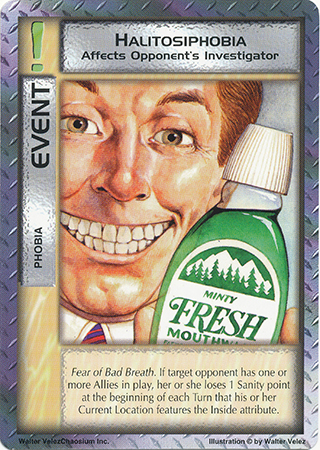 !
HALITOSIPHOBIA
AFFECTS OPPONENT'S INVESTIGATOR
EVENT
PHOBIA
MINTY
FRESH
Fear of Bad Breath. If target opponent has one or
more Allies in play, her or she loses 1 Sanity point
at the beginning of each Turn that his or her
Current Location features the Inside attribute.
Walter VelezChaosium Inc.
Illustration © by Walter Velez